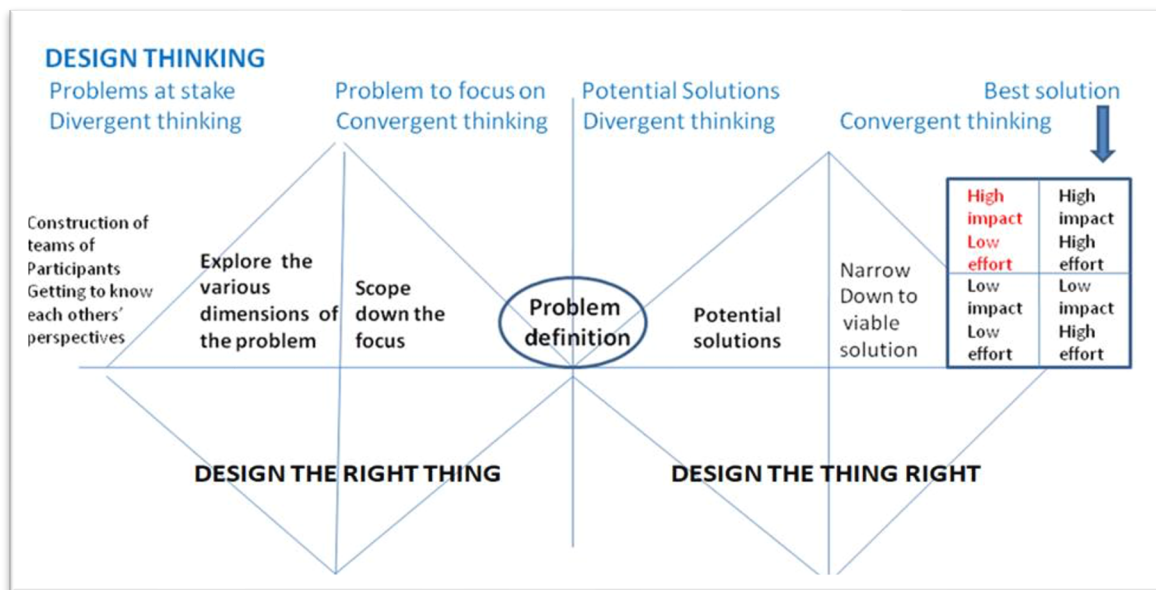 DESIGN THINKING
Problems at stake
Divergent thinking
Problem to focus on
Convergent thinking
Potential Solutions
Divergent thinking
Best solution
Convergent thinking
Construction of
teams of
Participants
Getting to know
each others'
perspectives
Explore the
various
dimensions of
the problem
Scope
down the
focus
Problem
definition
Potential
solutions
Narrow
Down to
viable
solution
High
impact
Low
effort
High
impact
High
effort
Low
impact
Low
effort
Low
impact
High
effort
DESIGN THE RIGHT THING
DESIGN THE THING RIGHT